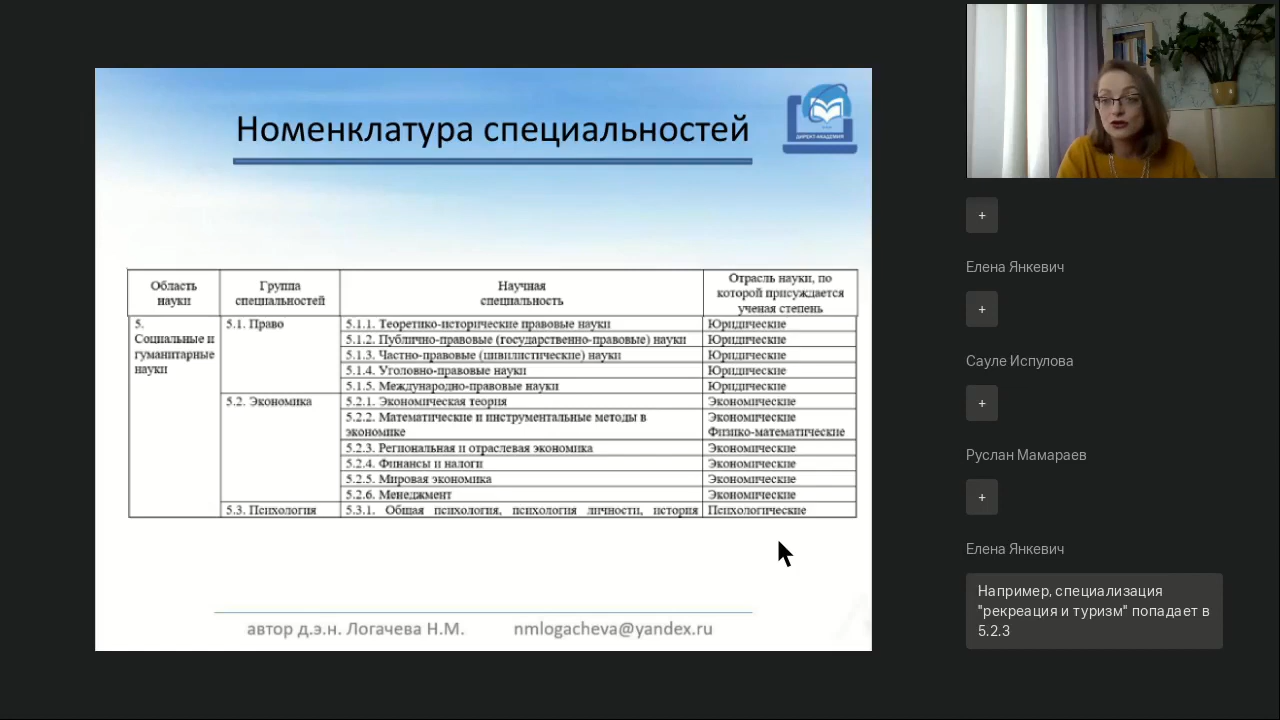 Номенклатура специальностей
ДИРЕКТ-АКАДЕМИЯ
Область науки
Группа специальностей
Научная специальность
Отрасль науки, по которой присуждается ученая степень
5. Социальные и гуманитарные науки
5.1. Право
5.1.1. Теоретико-исторические правовые науки
Юридические
5.1.2. Публично-правовые (государственно-правовые) науки
Юридические
5.1.3. Частно-правовые (цивилистические) науки
Юридические
5.1.4. Уголовно-правовые науки
Юридические
5.1.5. Международно-правовые науки
Юридические
5.2. Экономика
5.2.1. Экономическая теория
Экономические
5.2.2. Математические и инструментальные методы в экономике
Экономические
Физико-математические
5.2.3. Региональная и отраслевая экономика
Экономические
5.2.4. Финансы и налоги
Экономические
5.2.5. Мировая экономика
Экономические
5.2.6. Менеджмент
Экономические
5.3. Психология
5.3.1. Общая психология, психология личности, история
Психологические
автор д.э.н. Логачева Н.М.
nmlogacheva@yandex.ru
+
Елена Янкевич
+
Сауле Испулова
+
Руслан Мамараев
+
Елена Янкевич
Например, специализация
"рекреация и туризм" попадает в
5.2.3